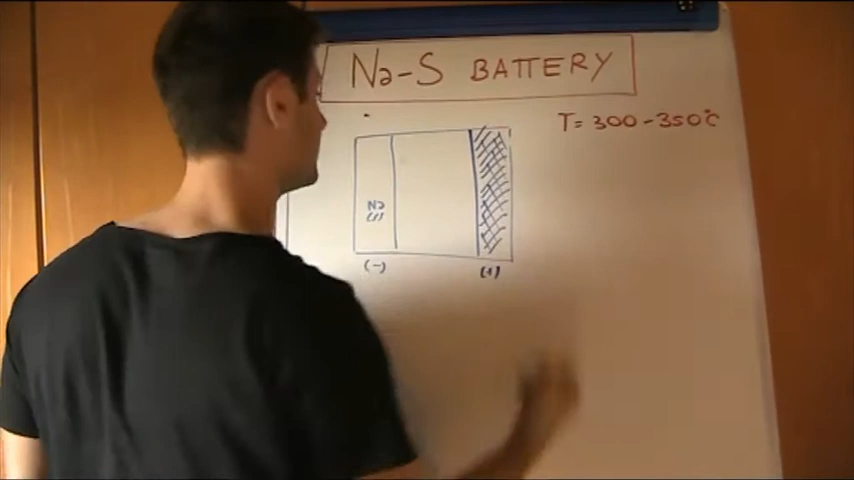 Na-S BATTERY
T= 300-350°C
Na
(l)
(-)
(+)